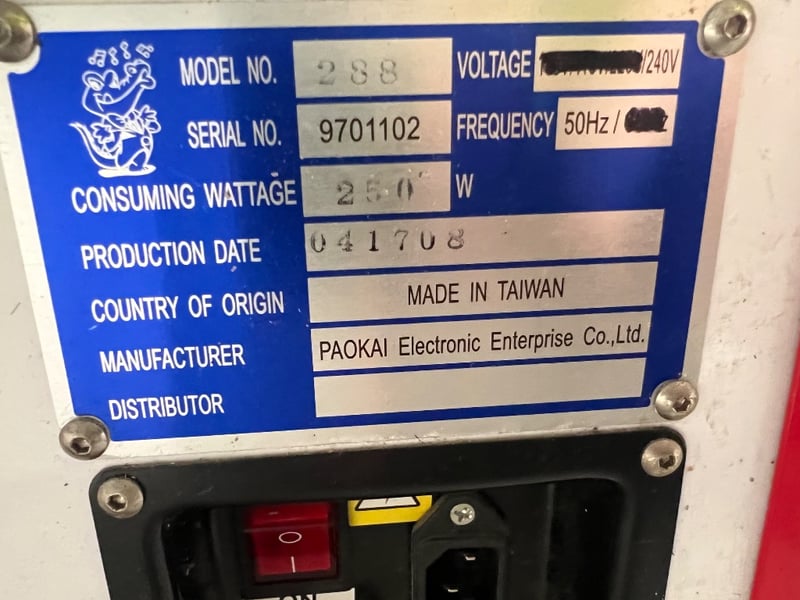 MODEL NO. 288 VOLTAGE /240V
SERIAL NO. 9701102 FREQUENCY 50Hz /
CONSUMING WATTAGE 250 W
PRODUCTION DATE 041708
COUNTRY OF ORIGIN MADE IN TAIWAN
MANUFACTURER PAOKAI Electronic Enterprise Co.,Ltd.
DISTRIBUTOR